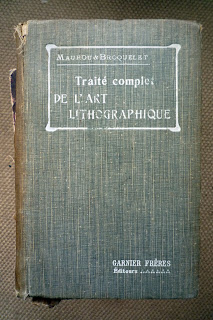 MAUROU & BROQUELET
Traité complet
DE L'ART
LITHOGRAPHIQUE
GARNIER FRÈRES
Éditeurs